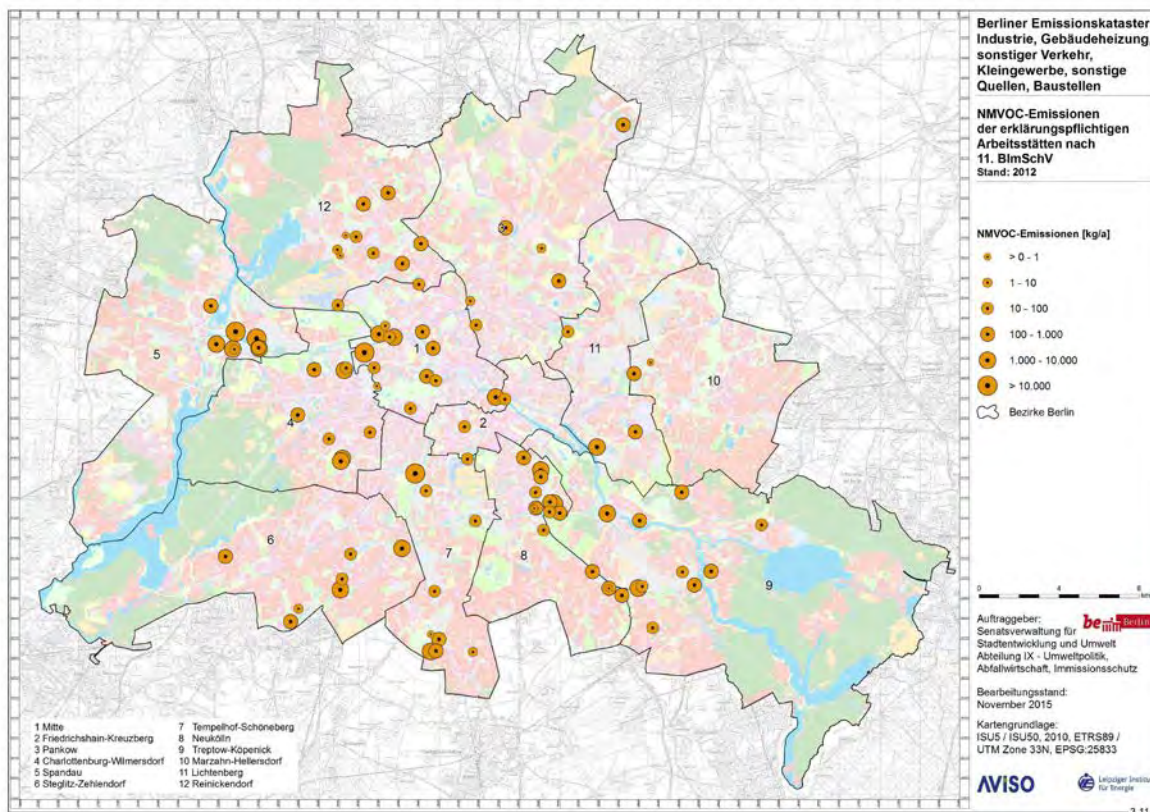 Berliner Emissionskataster
Industrie, Gebäudeheizung,
sonstiger Verkehr,
Kleingewerbe, sonstige
Quellen, Baustellen
NMVOC-Emissionen
der erklärungspflichtigen
Arbeitsstätten nach
11. BImSchV
Stand: 2012
NMVOC-Emissionen [kg/a]
> 0 - 1
1 - 10
10 - 100
100 - 1.000
1.000 - 10.000
> 10.000
Bezirke Berlin
12
5
1
11
10
4
2
6
7
8
9
Auftraggeber:
Senatsverwaltung für
Stadtentwicklung und Umwelt
Abteilung IX - Umweltpolitik,
Abfallwirtschaft, Immissionsschutz
Berlin
Bearbeitungsstand:
November 2015
Kartengrundlage:
ISU5 / ISU50, 2010, ETRS89 /
UTM Zone 33N, EPSG:25833
AVISO
Leipziger Institut
für Energie
1 Mitte
2 Friedrichshain-Kreuzberg
3 Pankow
4 Charlottenburg-Wilmersdorf
5 Spandau
6 Steglitz-Zehlendorf
7 Tempelhof-Schöneberg
8 Neukölln
9 Treptow-Köpenick
10 Marzahn-Hellersdorf
11 Lichtenberg
12 Reinickendorf